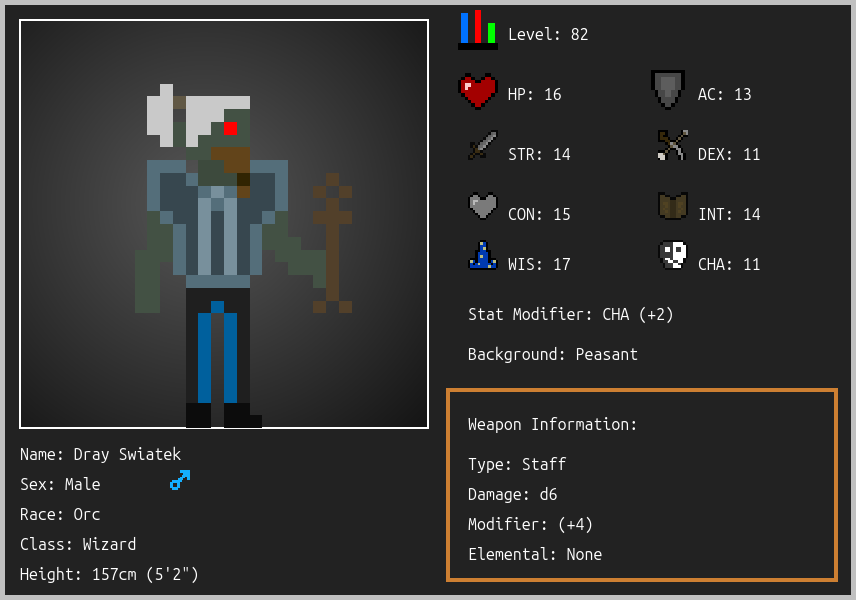 Level: 82
HP: 16
AC: 13
STR: 14
DEX: 11
CON: 15
INT: 14
WIS: 17
CHA: 11
Stat Modifier: CHA (+2)
Background: Peasant
Weapon Information:
Type: Staff
Damage: d6
Modifier: (+4)
Elemental: None
Name: Dray Swiatek
Sex: Male
Race: Orc
Class: Wizard
Height: 157cm (5'2")